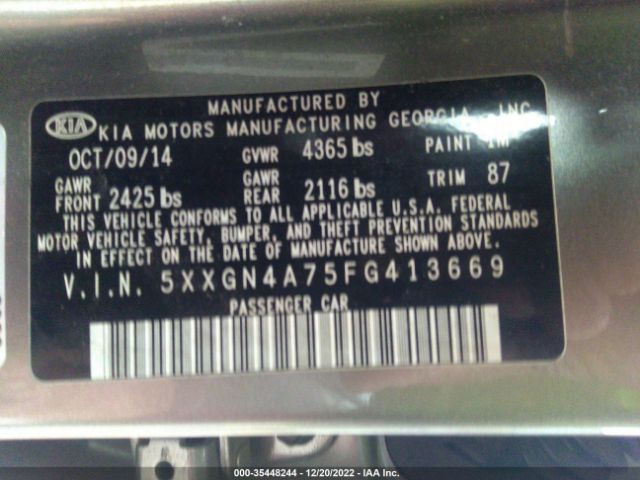 MANUFACTURED BY
KIA KIA MOTORS MANUFACTURING GEORGIA, INC.
OCT/09/14 GVWR 4365 lbs PAINT 1M
GAWR FRONT 2425 lbs GAWR REAR 2116 lbs TRIM 87
THIS VEHICLE CONFORMS TO ALL APPLICABLE U.S.A. FEDERAL
MOTOR VEHICLE SAFETY, BUMPER, AND THEFT PREVENTION STANDARDS
IN EFFECT ON THE DATE OF MANUFACTURE SHOWN ABOVE.
V.I.N. 5XXGN4A75FG413669
PASSENGER CAR
000-35448244 — 12/20/2022 — IAA Inc.